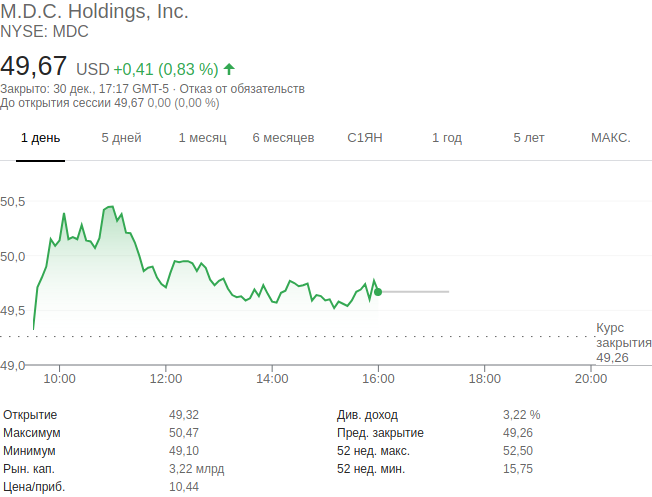 M.D.C. Holdings, Inc.
NYSE: MDC
49,67 USD +0,41 (0,83 %)
Закрыто: 30 дек., 17:17 GMT-5 · Отказ от обязательств
До открытия сессии 49,67 0,00 (0,00 %)
1 день 5 дней 1 месяц 6 месяцев С1ЯН 1 год 5 лет МАКС.
50,5
50,0
49,5
Курс
закрытия
49,26
49,0
10:00 12:00 14:00 16:00 18:00 20:00
Открытие 49,32 Див. доход 3,22 %
Максимум 50,47 Пред. закрытие 49,26
Минимум 49,10 52 нед. макс. 52,50
Рын. кап. 3,22 млрд 52 нед. мин. 15,75
Цена/приб. 10,44